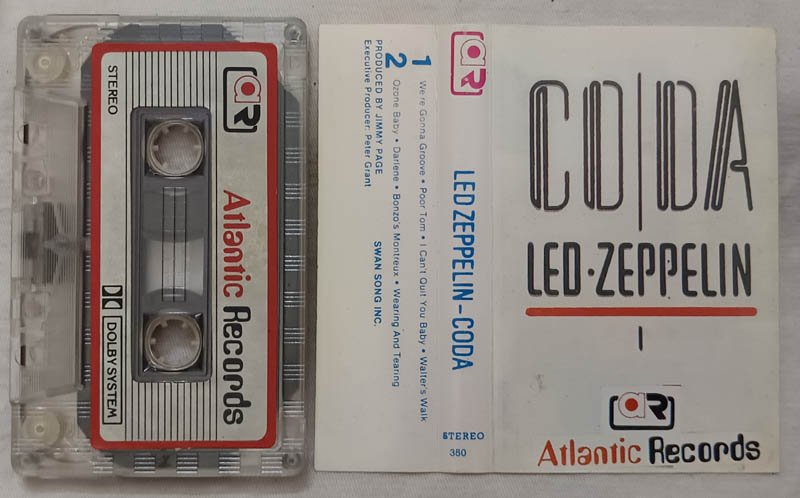 STEREO
aR
Atlantic Records
DOLBY SYSTEM
1 We're Gonna Groove • Poor Tom • I Can't Quit You Baby • Walter's Walk
2 Ozone Baby • Darlene • Bonzo's Montreux • Wearing And Tearing
PRODUCED BY JIMMY PAGE
Executive Producer: Peter Grant
SWAN SONG INC.
aR
LED ZEPPELIN-CODA
STEREO
350
CODA
LED·ZEPPELIN
aR
Atlantic Records